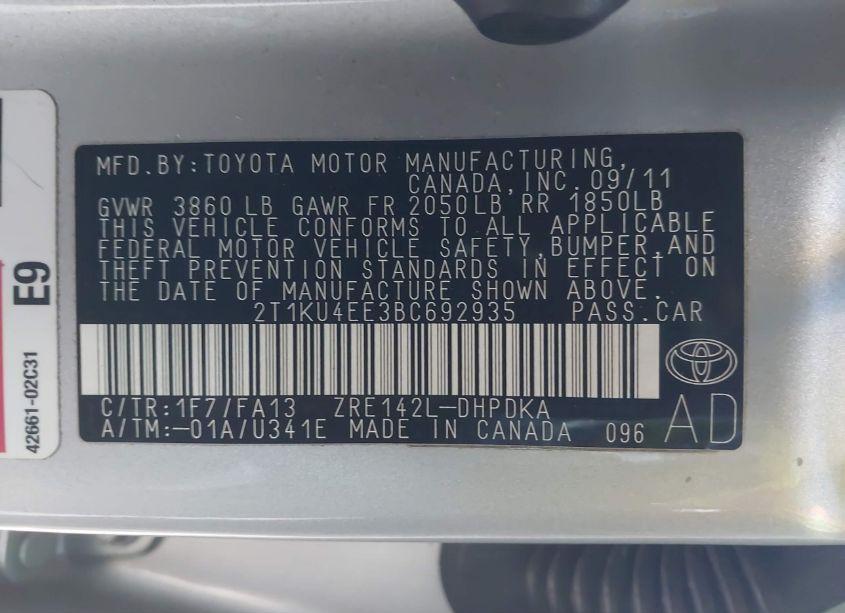 MFD.BY:TOYOTA MOTOR MANUFACTURING,
CANADA,INC.09/11
GVWR 3860 LB GAWR FR 2050LB RR 1850LB
THIS VEHICLE CONFORMS TO ALL APPLICABLE
FEDERAL MOTOR VEHICLE SAFETY,BUMPER,AND
THEFT PREVENTION STANDARDS IN EFFECT ON
THE DATE OF MANUFACTURE SHOWN ABOVE.
2T1KU4EE3BC692935 PASS.CAR
C/TR:1F7/FA13 ZRE142L-DHPDKA
A/TM:-01A/U341E MADE IN CANADA 096 AD
E9
42661-02C31